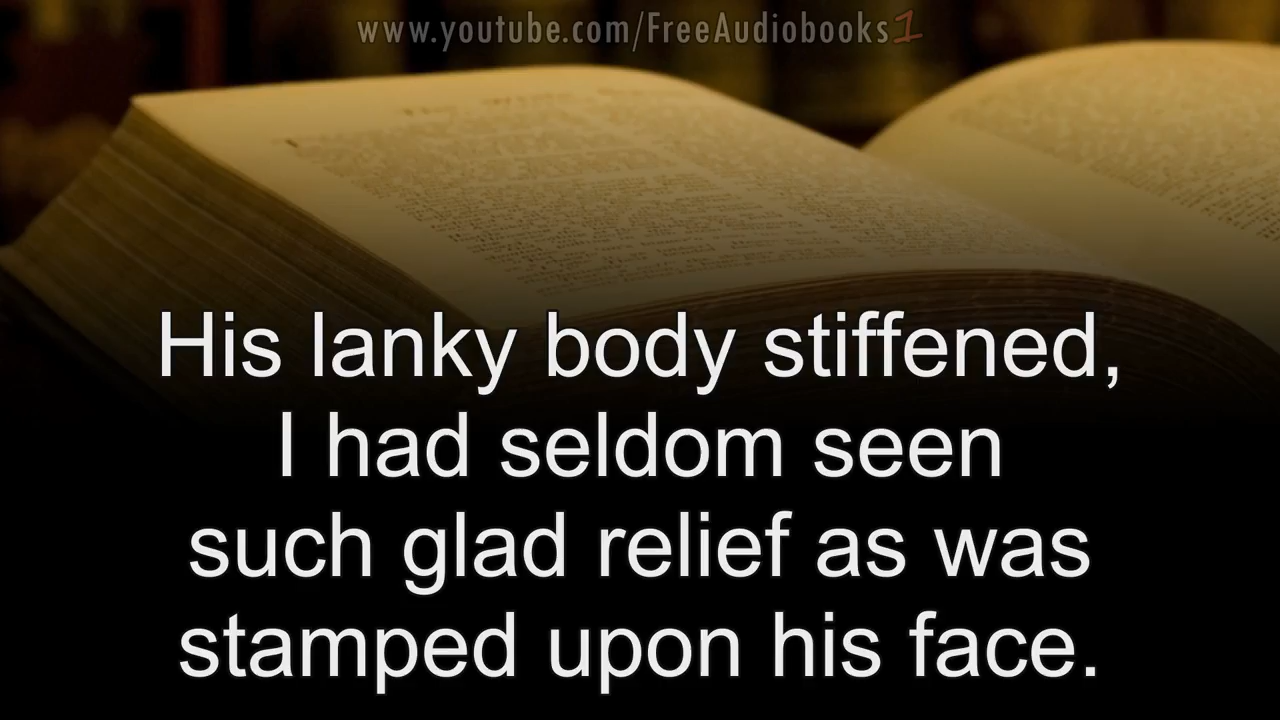 www.youtube.com/FreeAudiobooks1
His lanky body stiffened,
I had seldom seen
such glad relief as was
stamped upon his face.